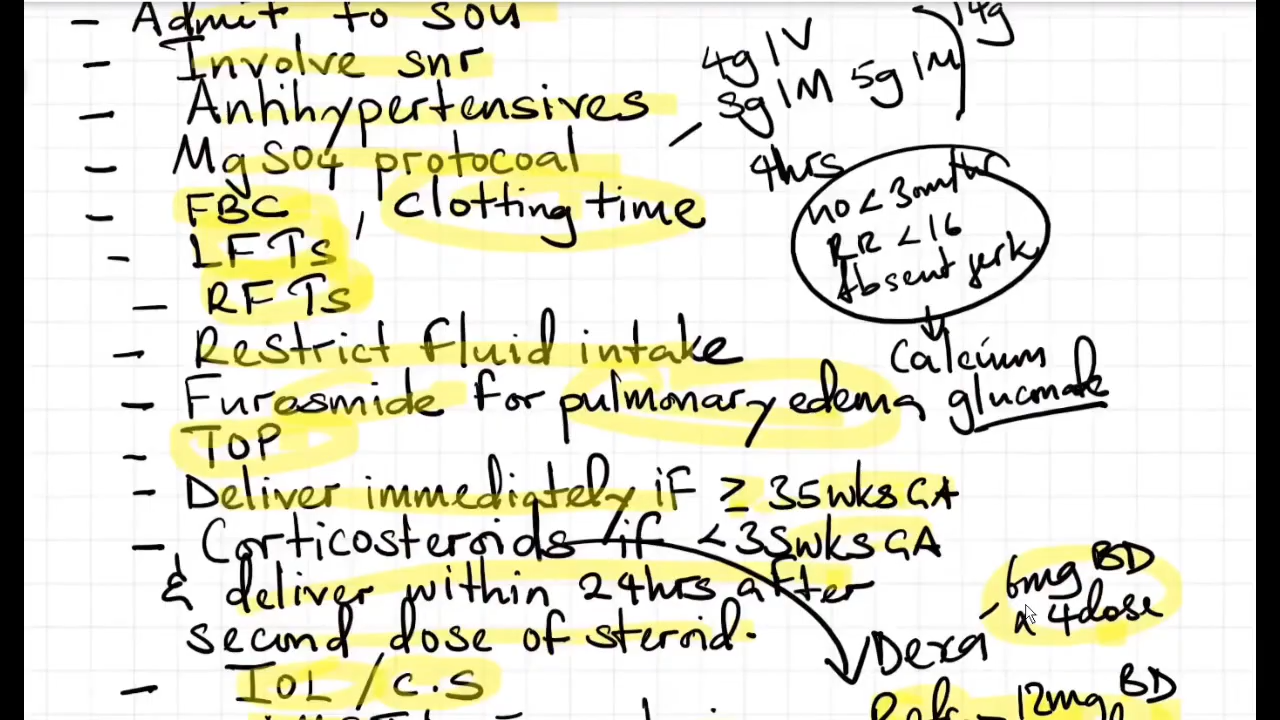 - Admit to SOU
- Involve snr
- Antihypertensives
- MgSO4 protocoal
- FBC, clotting time
- LFTs
- RFTs
- Restrict fluid intake
- Furosmide for pulmonary edema
- TOP
- Deliver immediately if ≥ 35wks GA
- Corticosteroids if <35wks GA
& deliver within 24hrs after
second dose of steroid.
- IOL / C.S
14g
4g IV
5g IM 5g IM
4hrs
no < 30ml/hr
RR < 16
Absent jerk
Calcium
gluconate
Dexa - 6mg BD
x 4dose
12mg BD